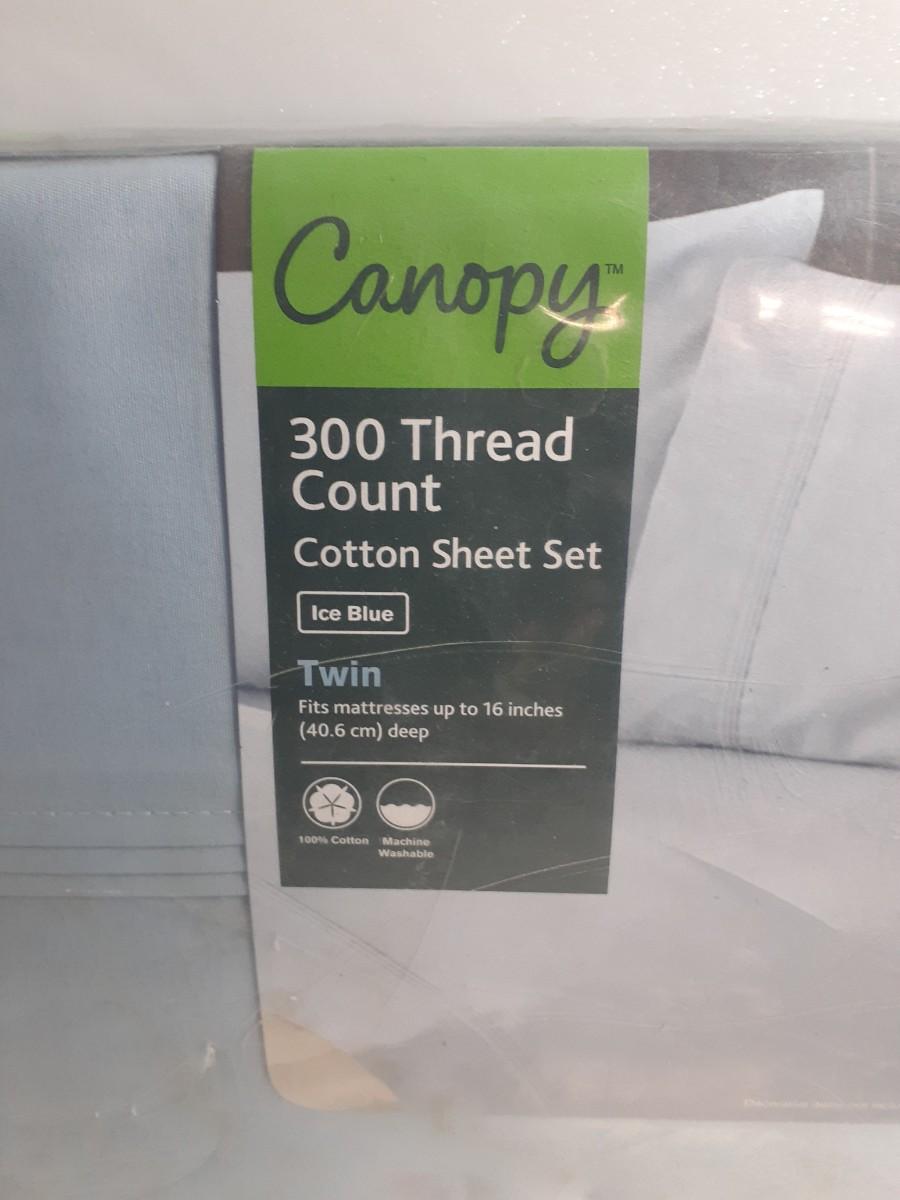 Canopy™
300 Thread
Count
Cotton Sheet Set
Ice Blue
Twin
Fits mattresses up to 16 inches
(40.6 cm) deep
100% Cotton
Machine
Washable